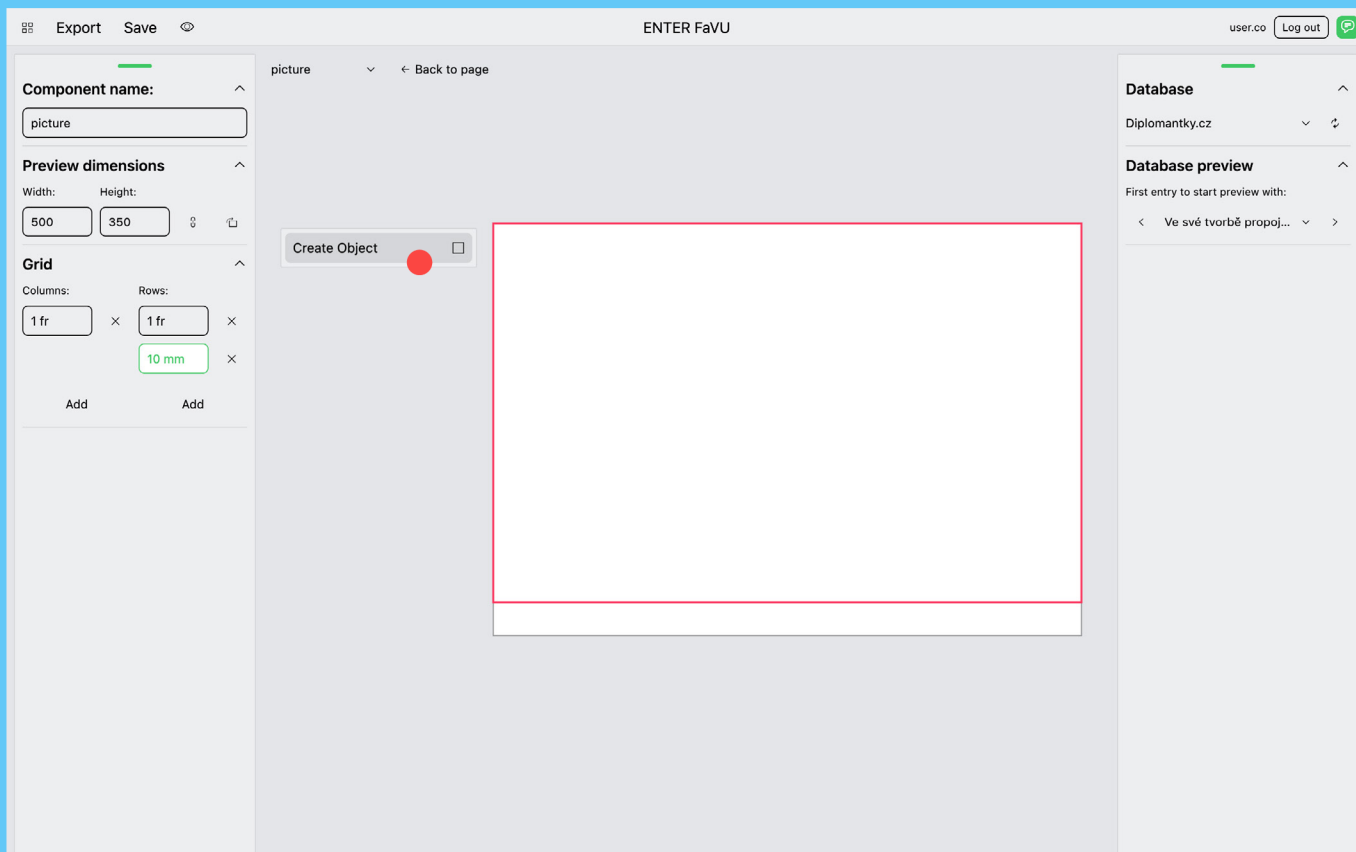 Export Save ENTER FaVU user.co Log out
Component name:
picture
Preview dimensions
Width: Height:
500 350
Grid
Columns: Rows:
1 fr 1 fr
10 mm
Add Add
picture ← Back to page
Create Object
Database
Diplomantky.cz
Database preview
First entry to start preview with:
Ve své tvorbě propoj...